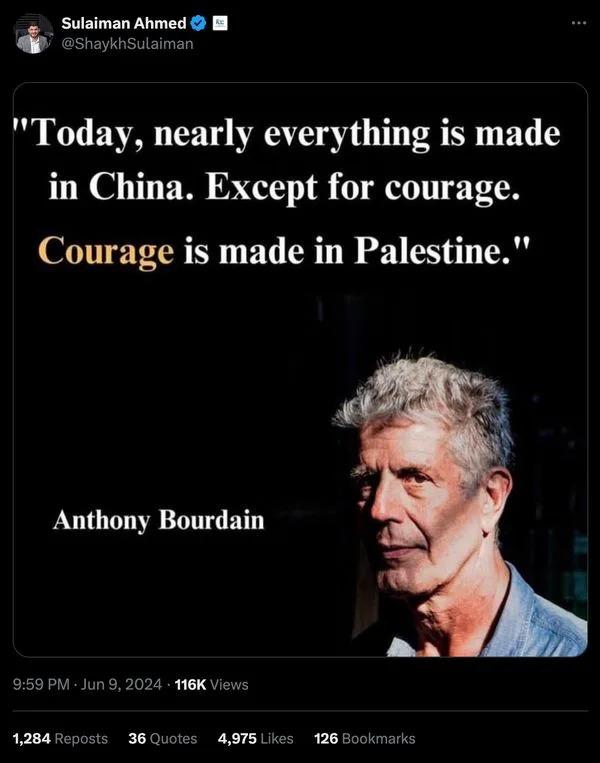 Sulaiman Ahmed
@ShaykhSulaiman
"Today, nearly everything is made
in China. Except for courage.
Courage is made in Palestine."
Anthony Bourdain
9:59 PM · Jun 9, 2024 · 116K Views
1,284 Reposts 36 Quotes 4,975 Likes 126 Bookmarks